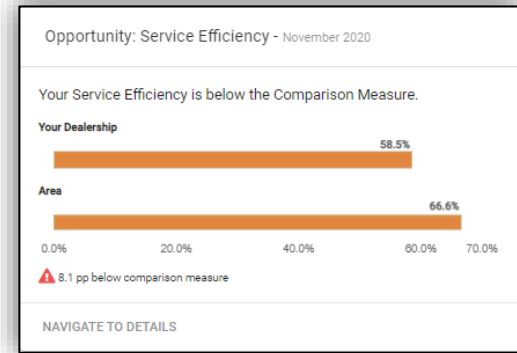 Opportunity: Service Efficiency - November 2020
Your Service Efficiency is below the Comparison Measure.
Your Dealership
58.5%
Area
66.6%
0.0% 20.0% 40.0% 60.0% 70.0%
8.1 pp below comparison measure
NAVIGATE TO DETAILS